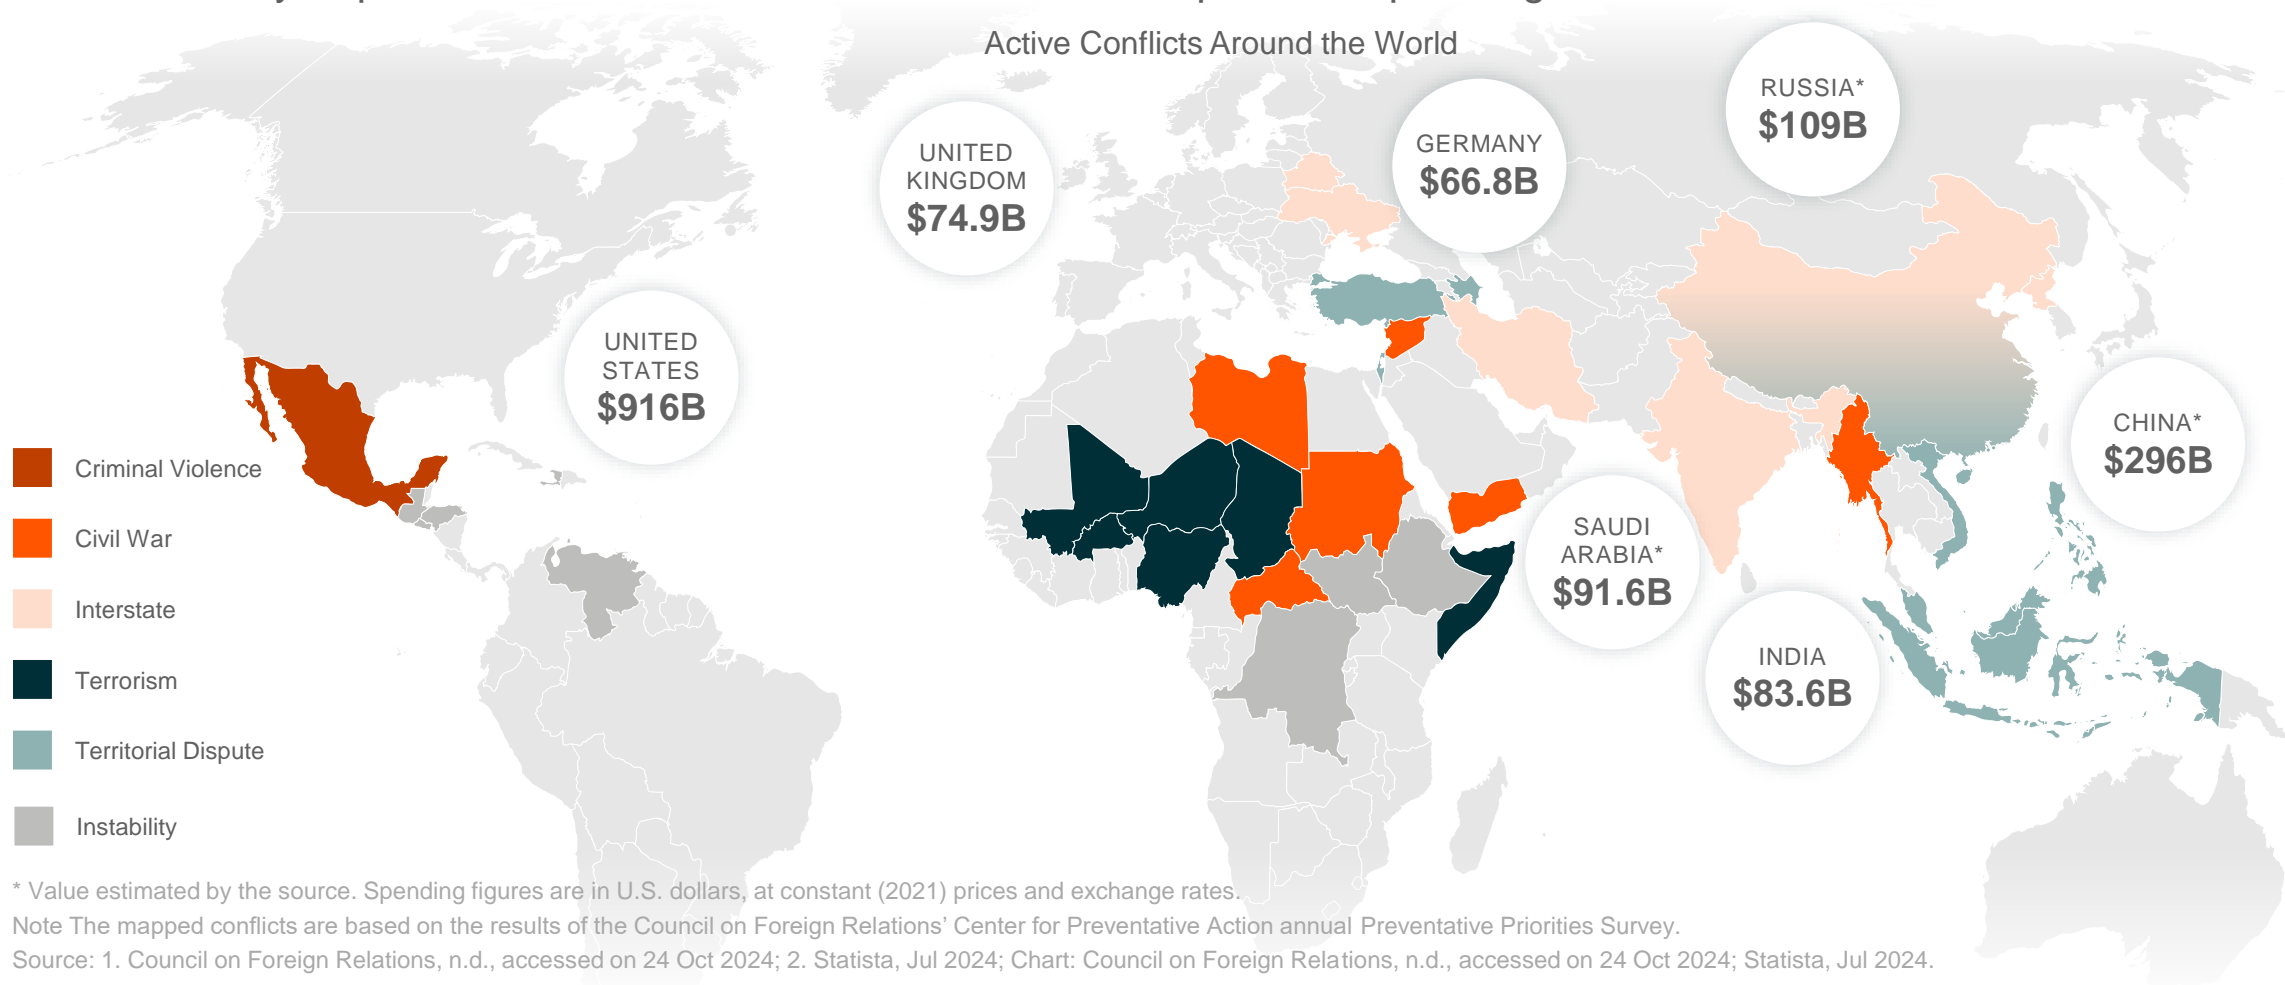 Active Conflicts Around the World
RUSSIA*
$109B
GERMANY
$66.8B
UNITED
KINGDOM
$74.9B
UNITED
STATES
$916B
CHINA*
$296B
SAUDI
ARABIA*
$91.6B
INDIA
$83.6B
Criminal Violence
Civil War
Interstate
Terrorism
Territorial Dispute
Instability
* Value estimated by the source. Spending figures are in U.S. dollars, at constant (2021) prices and exchange rates.
Note The mapped conflicts are based on the results of the Council on Foreign Relations’ Center for Preventative Action annual Preventative Priorities Survey.
Source: 1. Council on Foreign Relations, n.d., accessed on 24 Oct 2024; 2. Statista, Jul 2024; Chart: Council on Foreign Relations, n.d., accessed on 24 Oct 2024; Statista, Jul 2024.